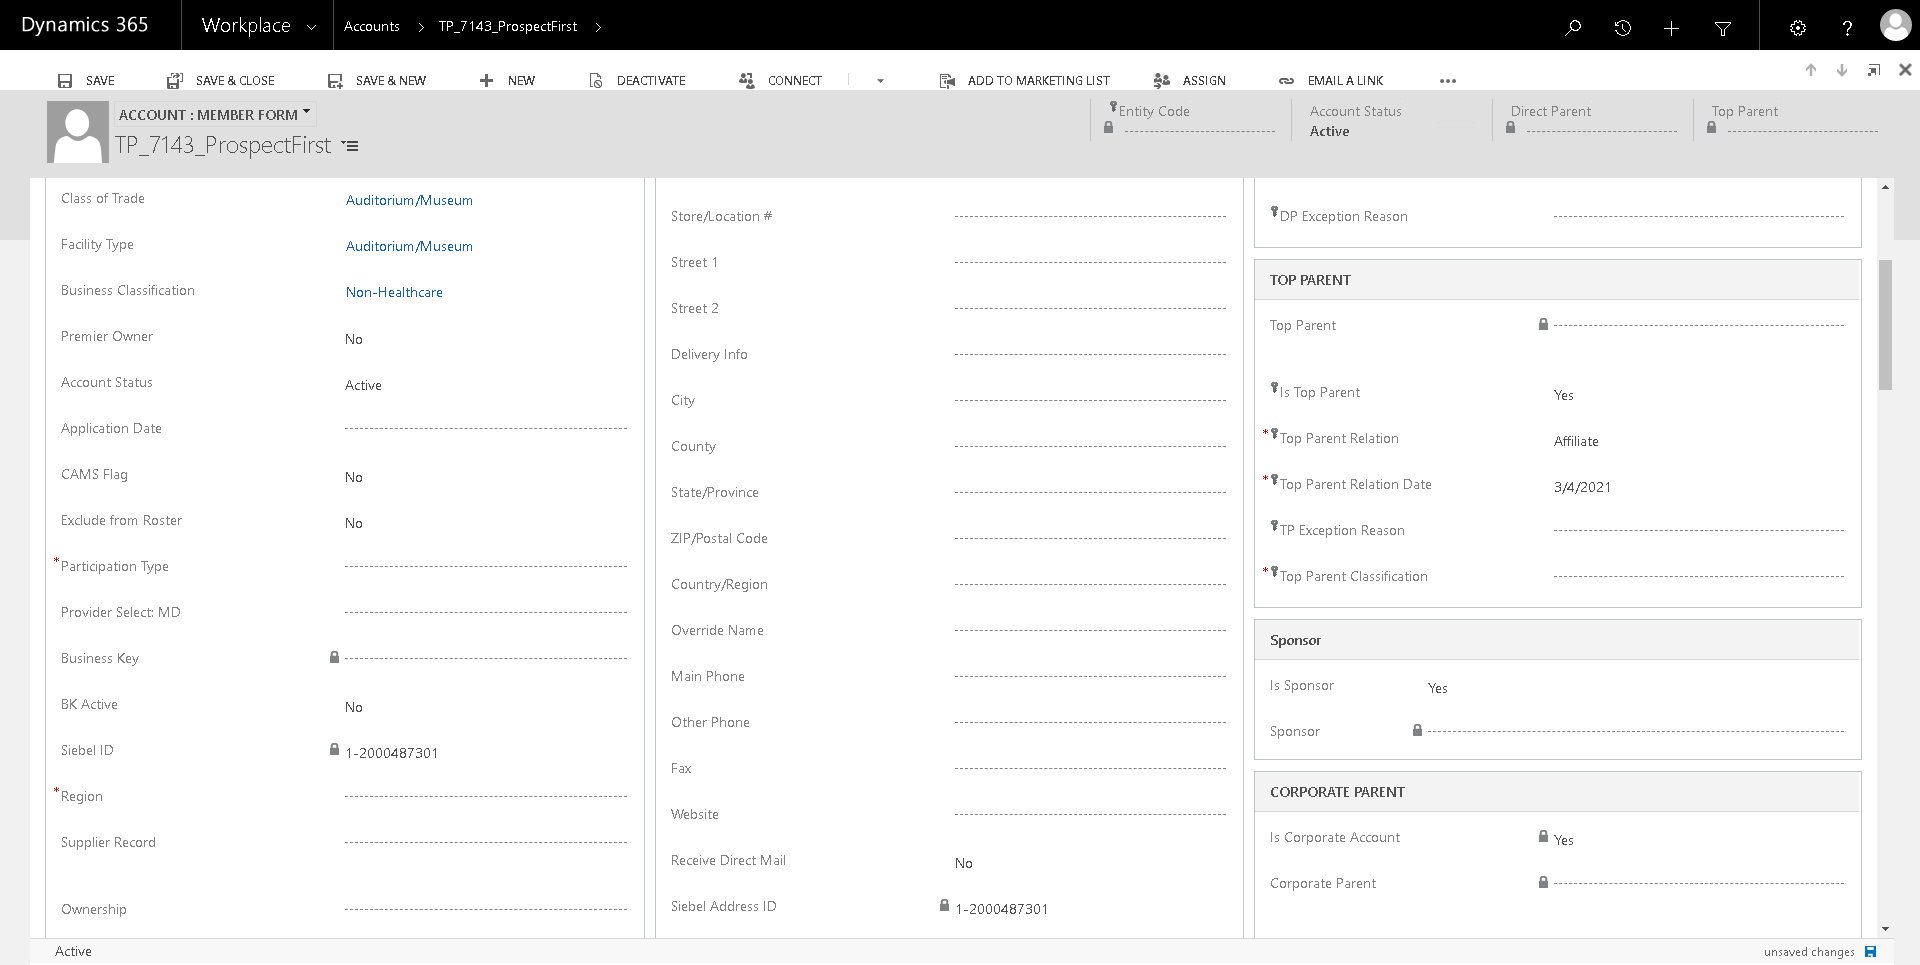 Dynamics 365
Workplace
Accounts
TP_7143_ProspectFirst
?
SAVE
SAVE & CLOSE
SAVE & NEW
NEW
DEACTIVATE
CONNECT
ADD TO MARKETING LIST
ASSIGN
EMAIL A LINK
ACCOUNT : MEMBER FORM
TP_7143_ProspectFirst
Entity Code
Account Status
Active
Direct Parent
Top Parent
Class of Trade
Auditorium/Museum
Facility Type
Auditorium/Museum
Business Classification
Non-Healthcare
Premier Owner
No
Account Status
Active
Application Date
CAMS Flag
No
Exclude from Roster
No
*Participation Type
Provider Select: MD
Business Key
BK Active
No
Siebel ID
1-2000487301
*Region
Supplier Record
Ownership
Store/Location #
Street 1
Street 2
Delivery Info
City
County
State/Province
ZIP/Postal Code
Country/Region
Override Name
Main Phone
Other Phone
Fax
Website
Receive Direct Mail
No
Siebel Address ID
1-2000487301
DP Exception Reason
TOP PARENT
Top Parent
Is Top Parent
Yes
*Top Parent Relation
Affiliate
*Top Parent Relation Date
3/4/2021
TP Exception Reason
*Top Parent Classification
Sponsor
Is Sponsor
Yes
Sponsor
CORPORATE PARENT
Is Corporate Account
Yes
Corporate Parent
Active
unsaved changes